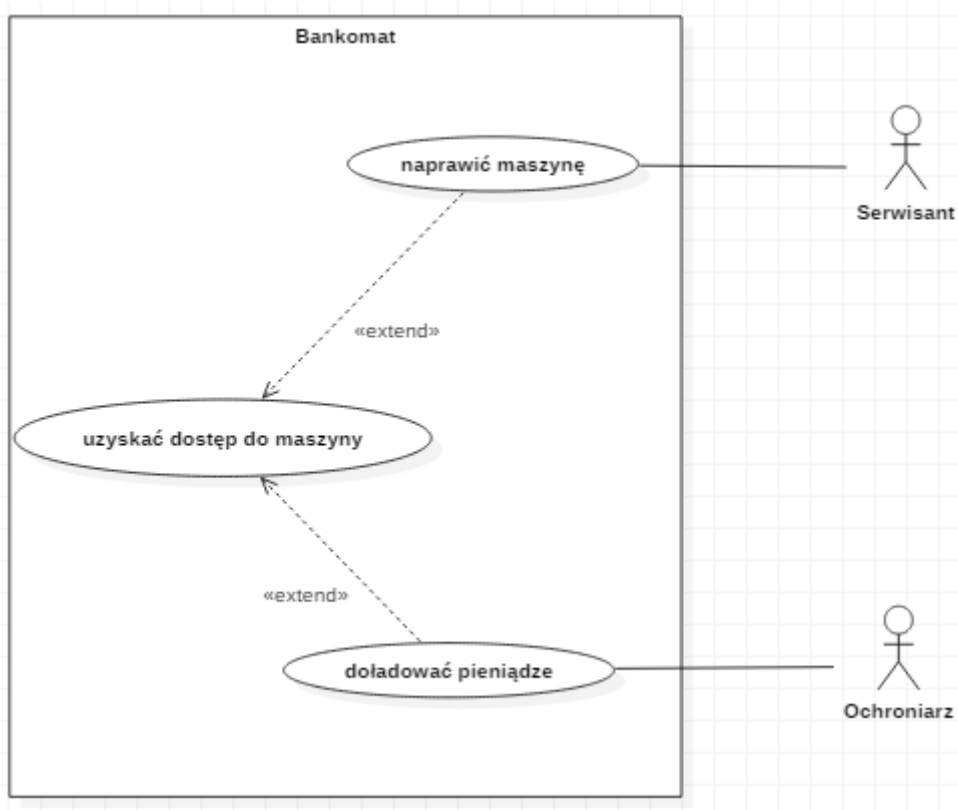 Bankomat
naprawić maszynę
Serwisant
«extend»
uzyskać dostęp do maszyny
«extend»
doładować pieniądze
Ochroniarz